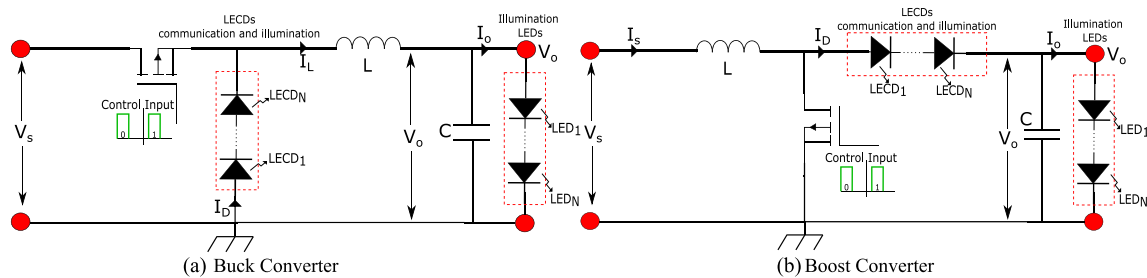 LECDs
communication and illumination
I_L
L
I_o
Illumination
LEDs
V_o
Control Input
0 1
V_s
LECD_N
LECD_1
I_D
V_o
C
LED_1
LED_N
(a) Buck Converter
I_s
L
I_D
LECDs
communication and illumination
LECD_1
LECD_N
I_o
Illumination
LEDs
V_o
V_s
Control Input
0 1
V_o
C
LED_1
LED_N
(b) Boost Converter